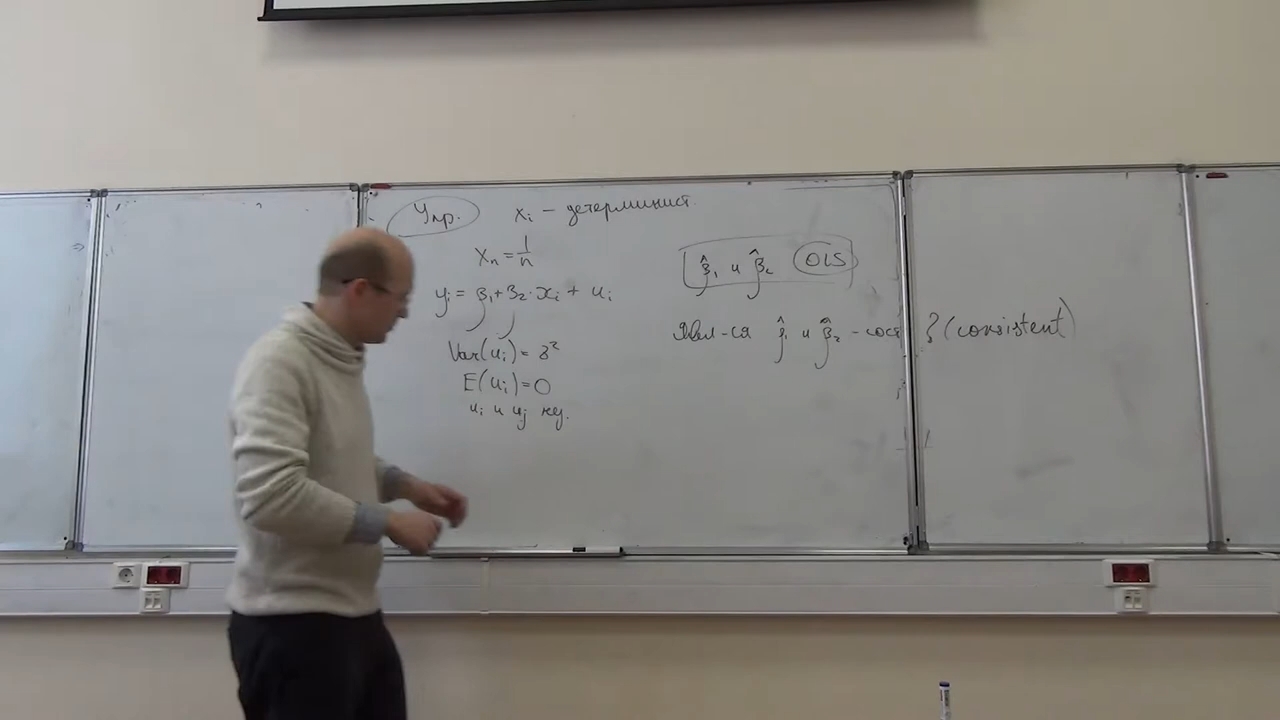 Упр. xᵢ – детерминист.
xₙ = 1/n
yᵢ = β₁ + β₂ · xᵢ + uᵢ
Var(uᵢ) = σ²
E(uᵢ) = 0
uᵢ и uⱼ нез.
β̂₁ и β̂₂ OLS
Явл-ся β̂₁ и β̂₂ – сост ? (consistent)